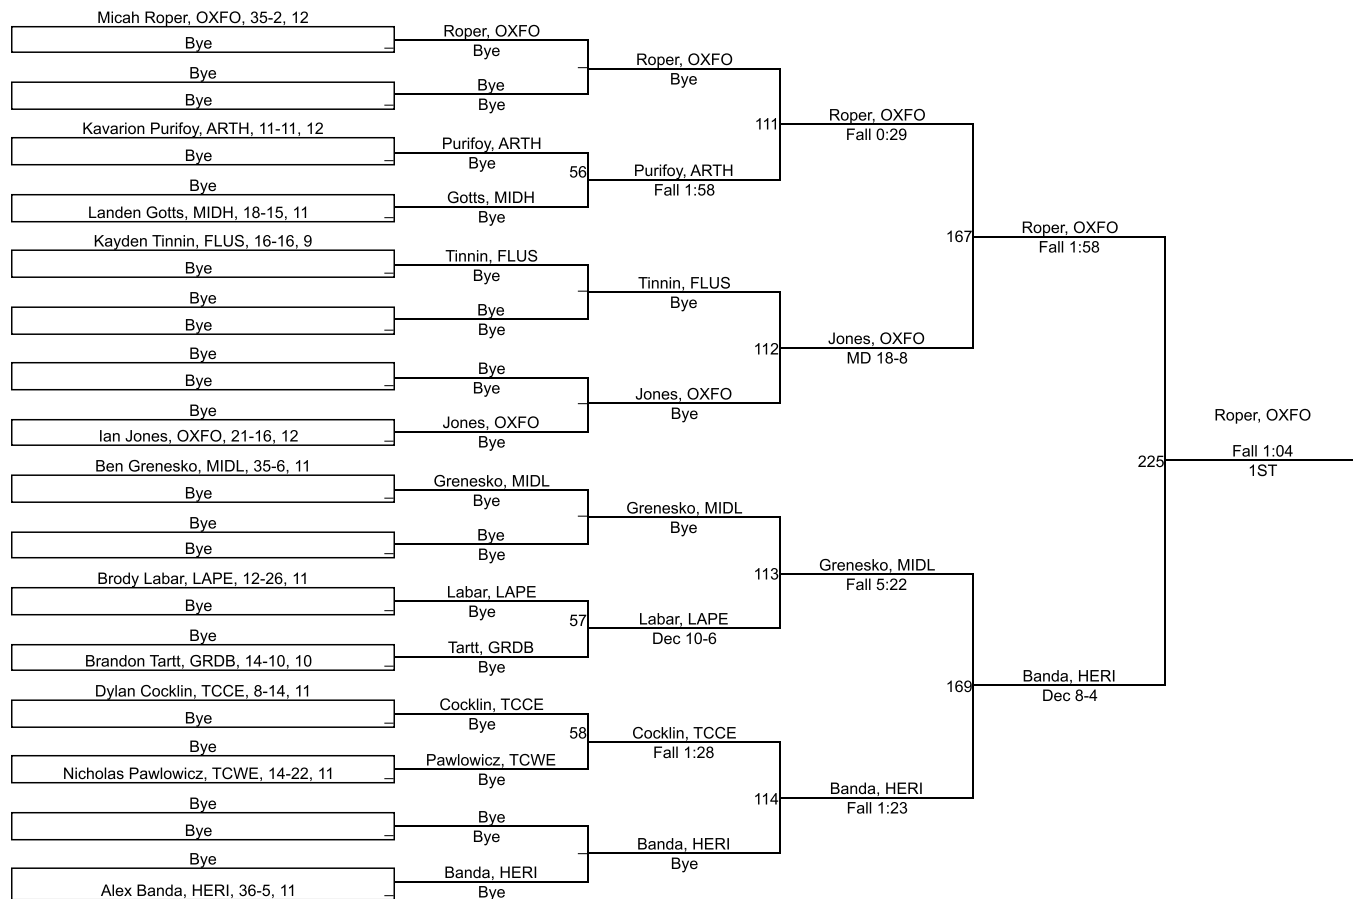 Micah Roper, OXFO, 35-2, 12
Bye
Bye
Bye
Kavarion Purifoy, ARTH, 11-11, 12
Bye
Bye
Landen Gotts, MIDH, 18-15, 11
Kayden Tinnin, FLUS, 16-16, 9
Bye
Bye
Bye
Bye
Bye
Bye
Ian Jones, OXFO, 21-16, 12
Ben Grenesko, MIDL, 35-6, 11
Bye
Bye
Bye
Brody Labar, LAPE, 12-26, 11
Bye
Bye
Brandon Tartt, GRDB, 14-10, 10
Dylan Cocklin, TCCE, 8-14, 11
Bye
Bye
Nicholas Pawlowicz, TCWE, 14-22, 11
Bye
Bye
Bye
Alex Banda, HERI, 36-5, 11
Roper, OXFO
Bye
Bye
Bye
Purifoy, ARTH
Bye
56
Gotts, MIDH
Bye
Tinnin, FLUS
Bye
Bye
Bye
Bye
Bye
Jones, OXFO
Bye
Grenesko, MIDL
Bye
Bye
Bye
Labar, LAPE
Bye
57
Tartt, GRDB
Bye
Cocklin, TCCE
Bye
58
Pawlowicz, TCWE
Bye
Bye
Bye
Banda, HERI
Bye
Roper, OXFO
Bye
111
Purifoy, ARTH
Fall 1:58
Tinnin, FLUS
Bye
112
Jones, OXFO
Bye
Grenesko, MIDL
Bye
113
Labar, LAPE
Dec 10-6
Cocklin, TCCE
Fall 1:28
114
Banda, HERI
Bye
Roper, OXFO
Fall 0:29
167
Jones, OXFO
MD 18-8
Grenesko, MIDL
Fall 5:22
169
Banda, HERI
Fall 1:23
Roper, OXFO
Fall 1:58
225
Banda, HERI
Dec 8-4
Roper, OXFO
Fall 1:04
1ST